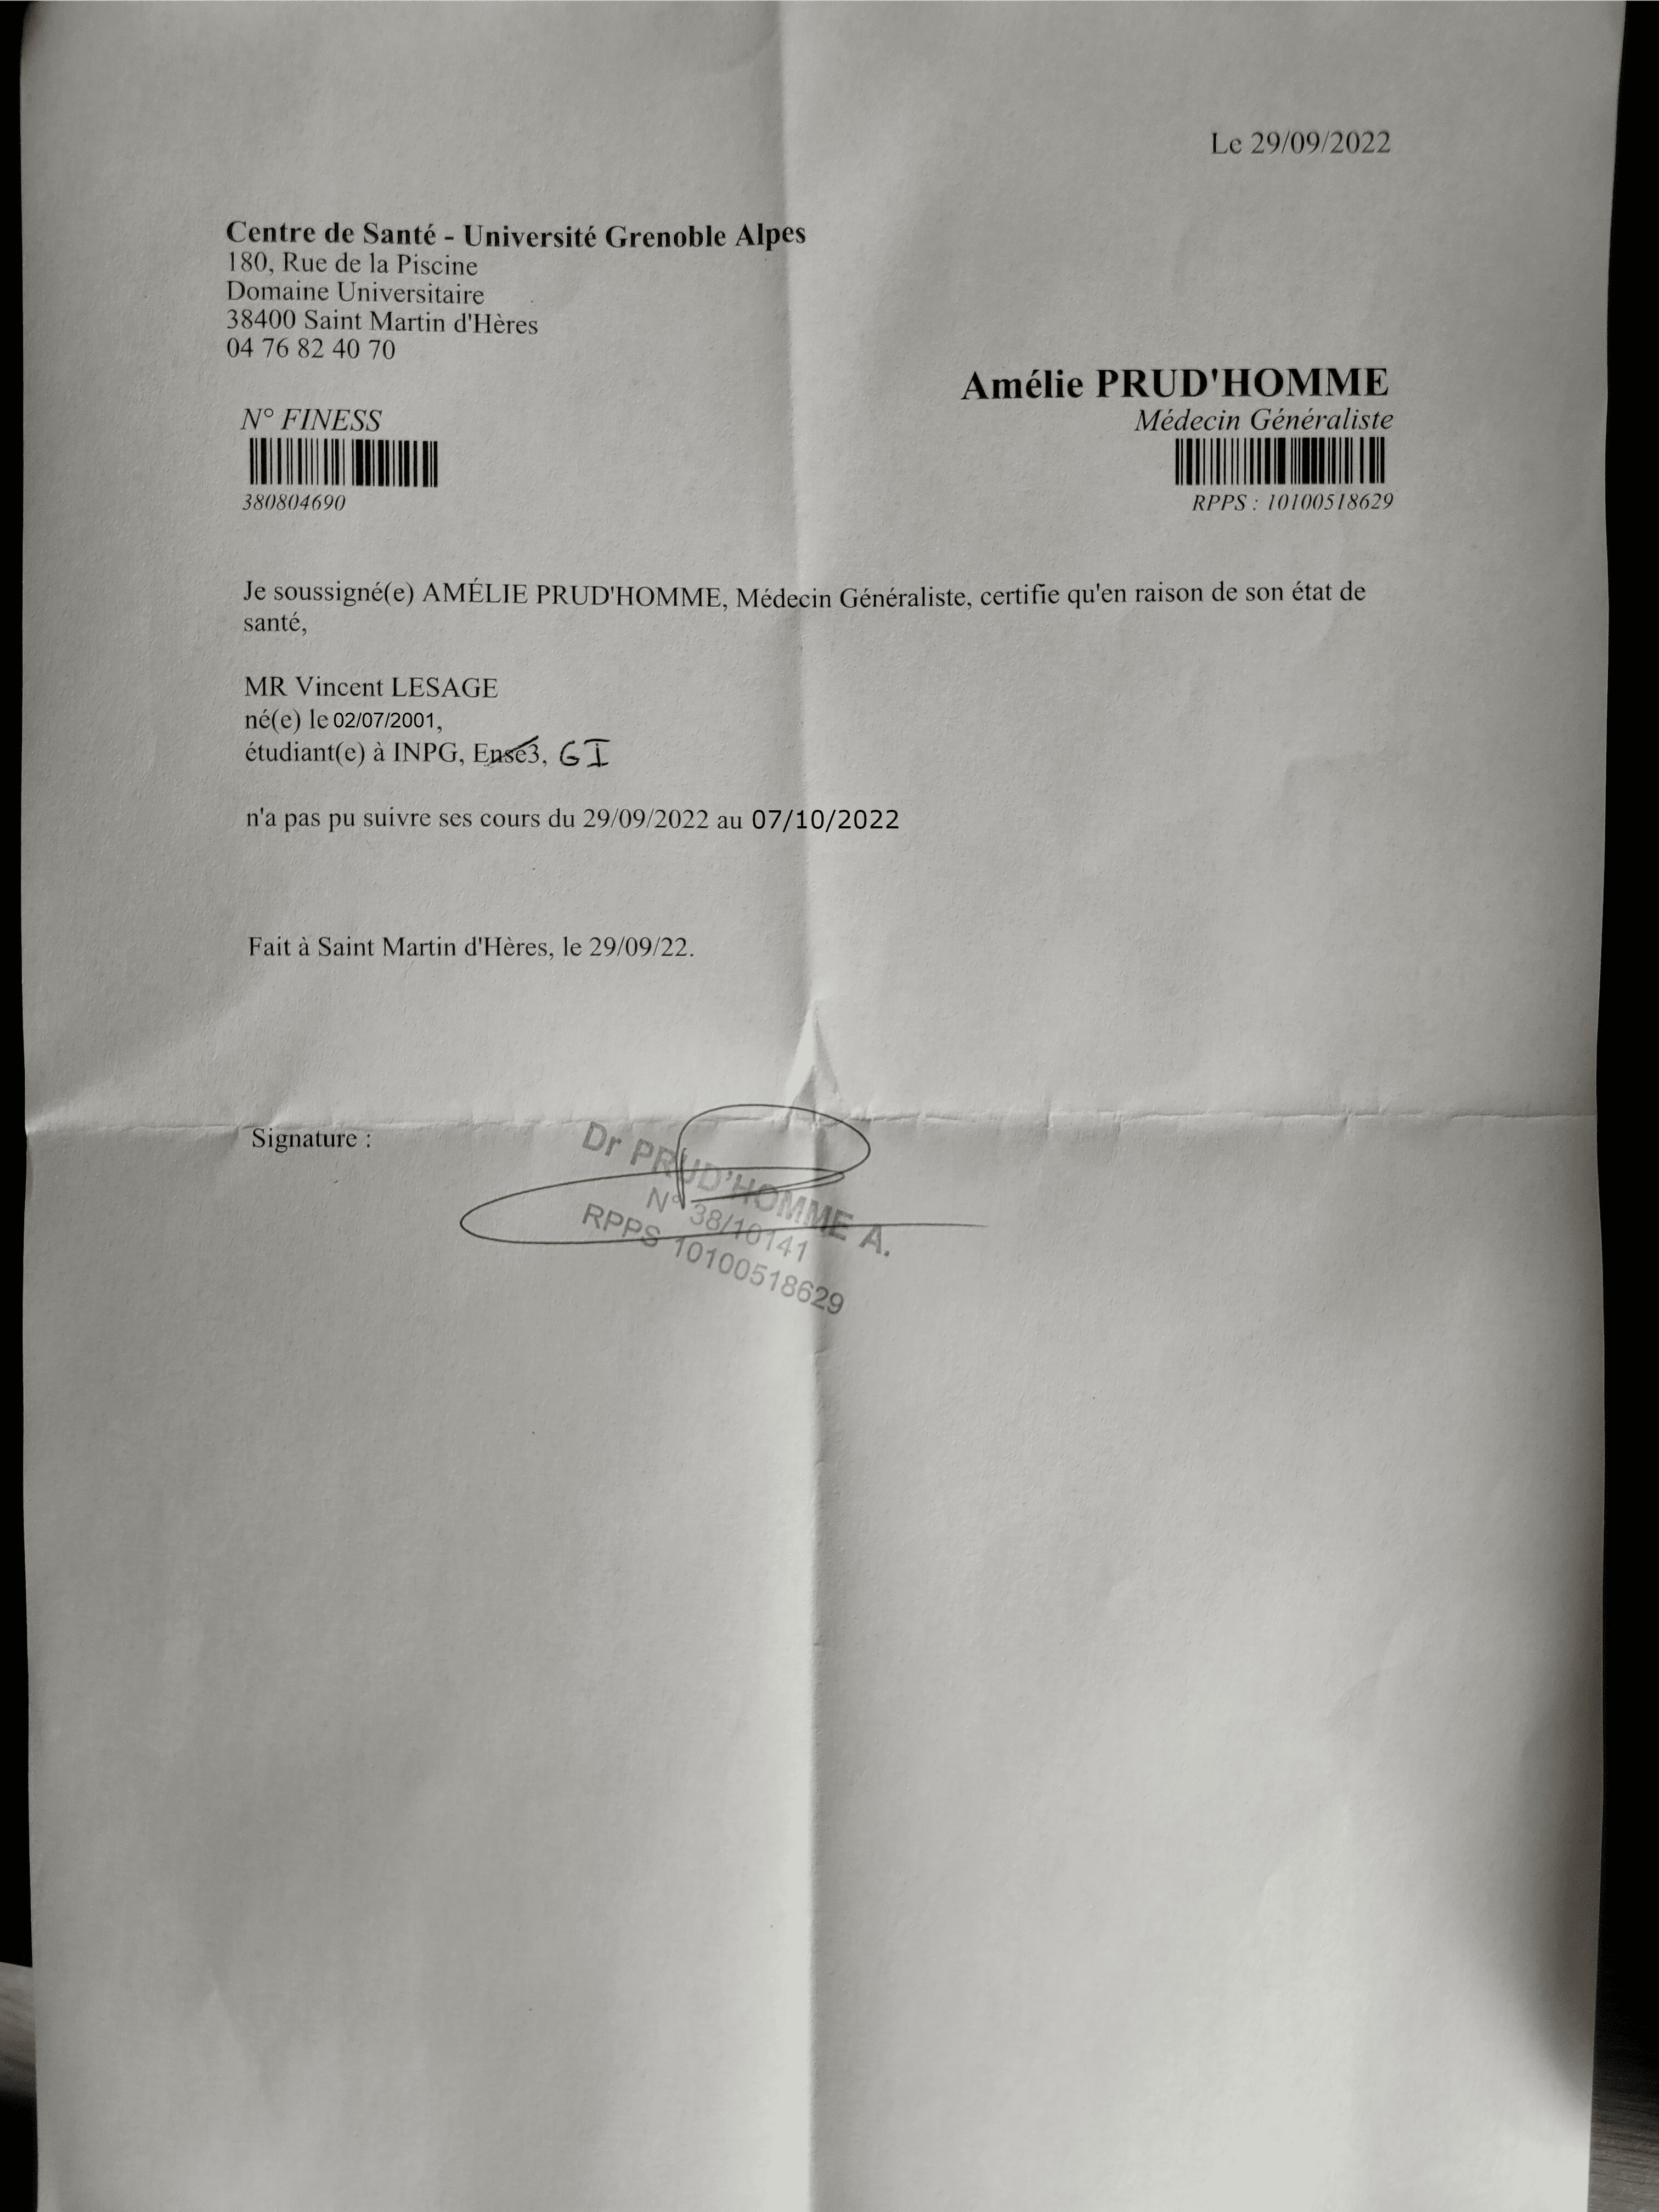 Le 29/09/2022
Centre de Santé - Université Grenoble Alpes
180, Rue de la Piscine
Domaine Universitaire
38400 Saint Martin d'Hères
04 76 82 40 70
Amélie PRUD'HOMME
Médecin Généraliste
RPPS : 10100518629
N° FINESS
380804690
Je soussigné(e) AMÉLIE PRUD'HOMME, Médecin Généraliste, certifie qu'en raison de son état de
santé,
MR Vincent LESAGE
né(e) le 02/07/2001,
étudiant(e) à INPG, Ense3, GI
n'a pas pu suivre ses cours du 29/09/2022 au 07/10/2022
Fait à Saint Martin d'Hères, le 29/09/22.
Signature :
Dr PRUD'HOMME A.
N° 38/10141
RPPS 10100518629